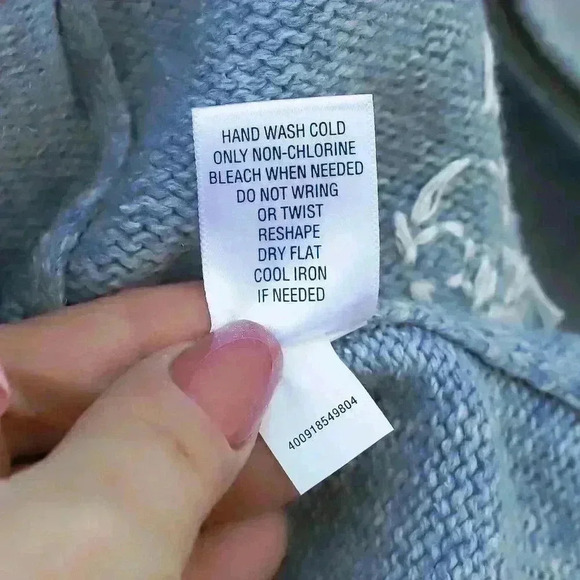 HAND WASH COLD
ONLY NON-CHLORINE
BLEACH WHEN NEEDED
DO NOT WRING
OR TWIST
RESHAPE
DRY FLAT
COOL IRON
IF NEEDED
400918549804